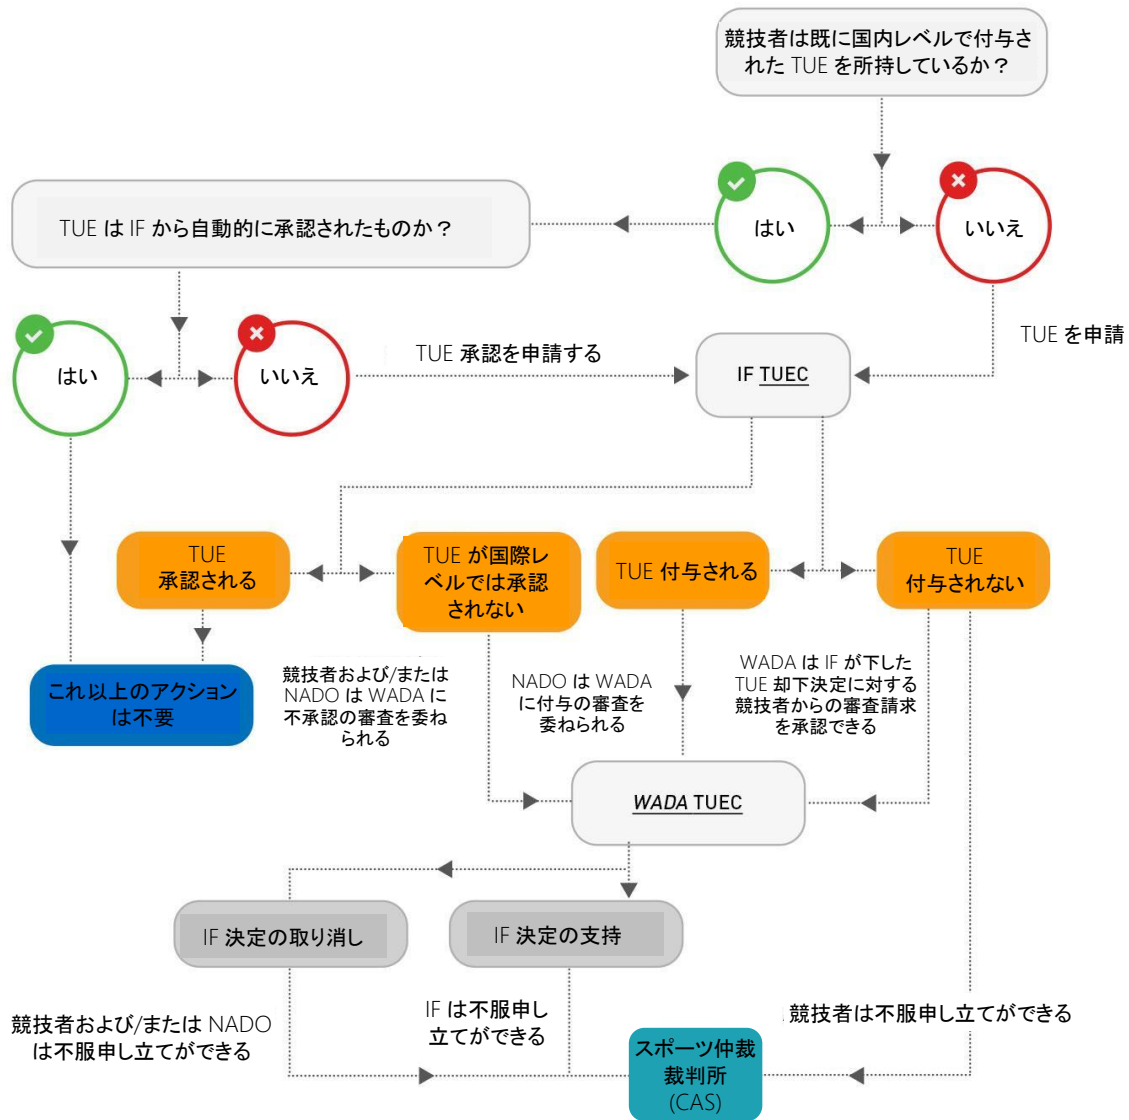 競技者は既に国内レベルで付与さ
れた TUE を所持しているか？
はい
いいえ
TUE は IF から自動的に承認されたものか？
はい
いいえ
TUE 承認を申請する
TUE を申請
IF TUEC
TUE
承認される
TUE が国際レ
ベルでは承認
されない
TUE 付与される
TUE
付与されない
これ以上のアクション
は不要
競技者および/または
NADO は WADA に
不承認の審査を委ね
られる
NADO は WADA
に付与の審査を
委ねられる
WADA は IF が下した
TUE 却下決定に対する
競技者からの審査請求
を承認できる
WADA TUEC
IF 決定の取り消し
IF 決定の支持
競技者および/または NADO
は不服申し立てができる
IF は不服申し
立てができる
競技者は不服申し立てができる
スポーツ仲裁
裁判所
(CAS)